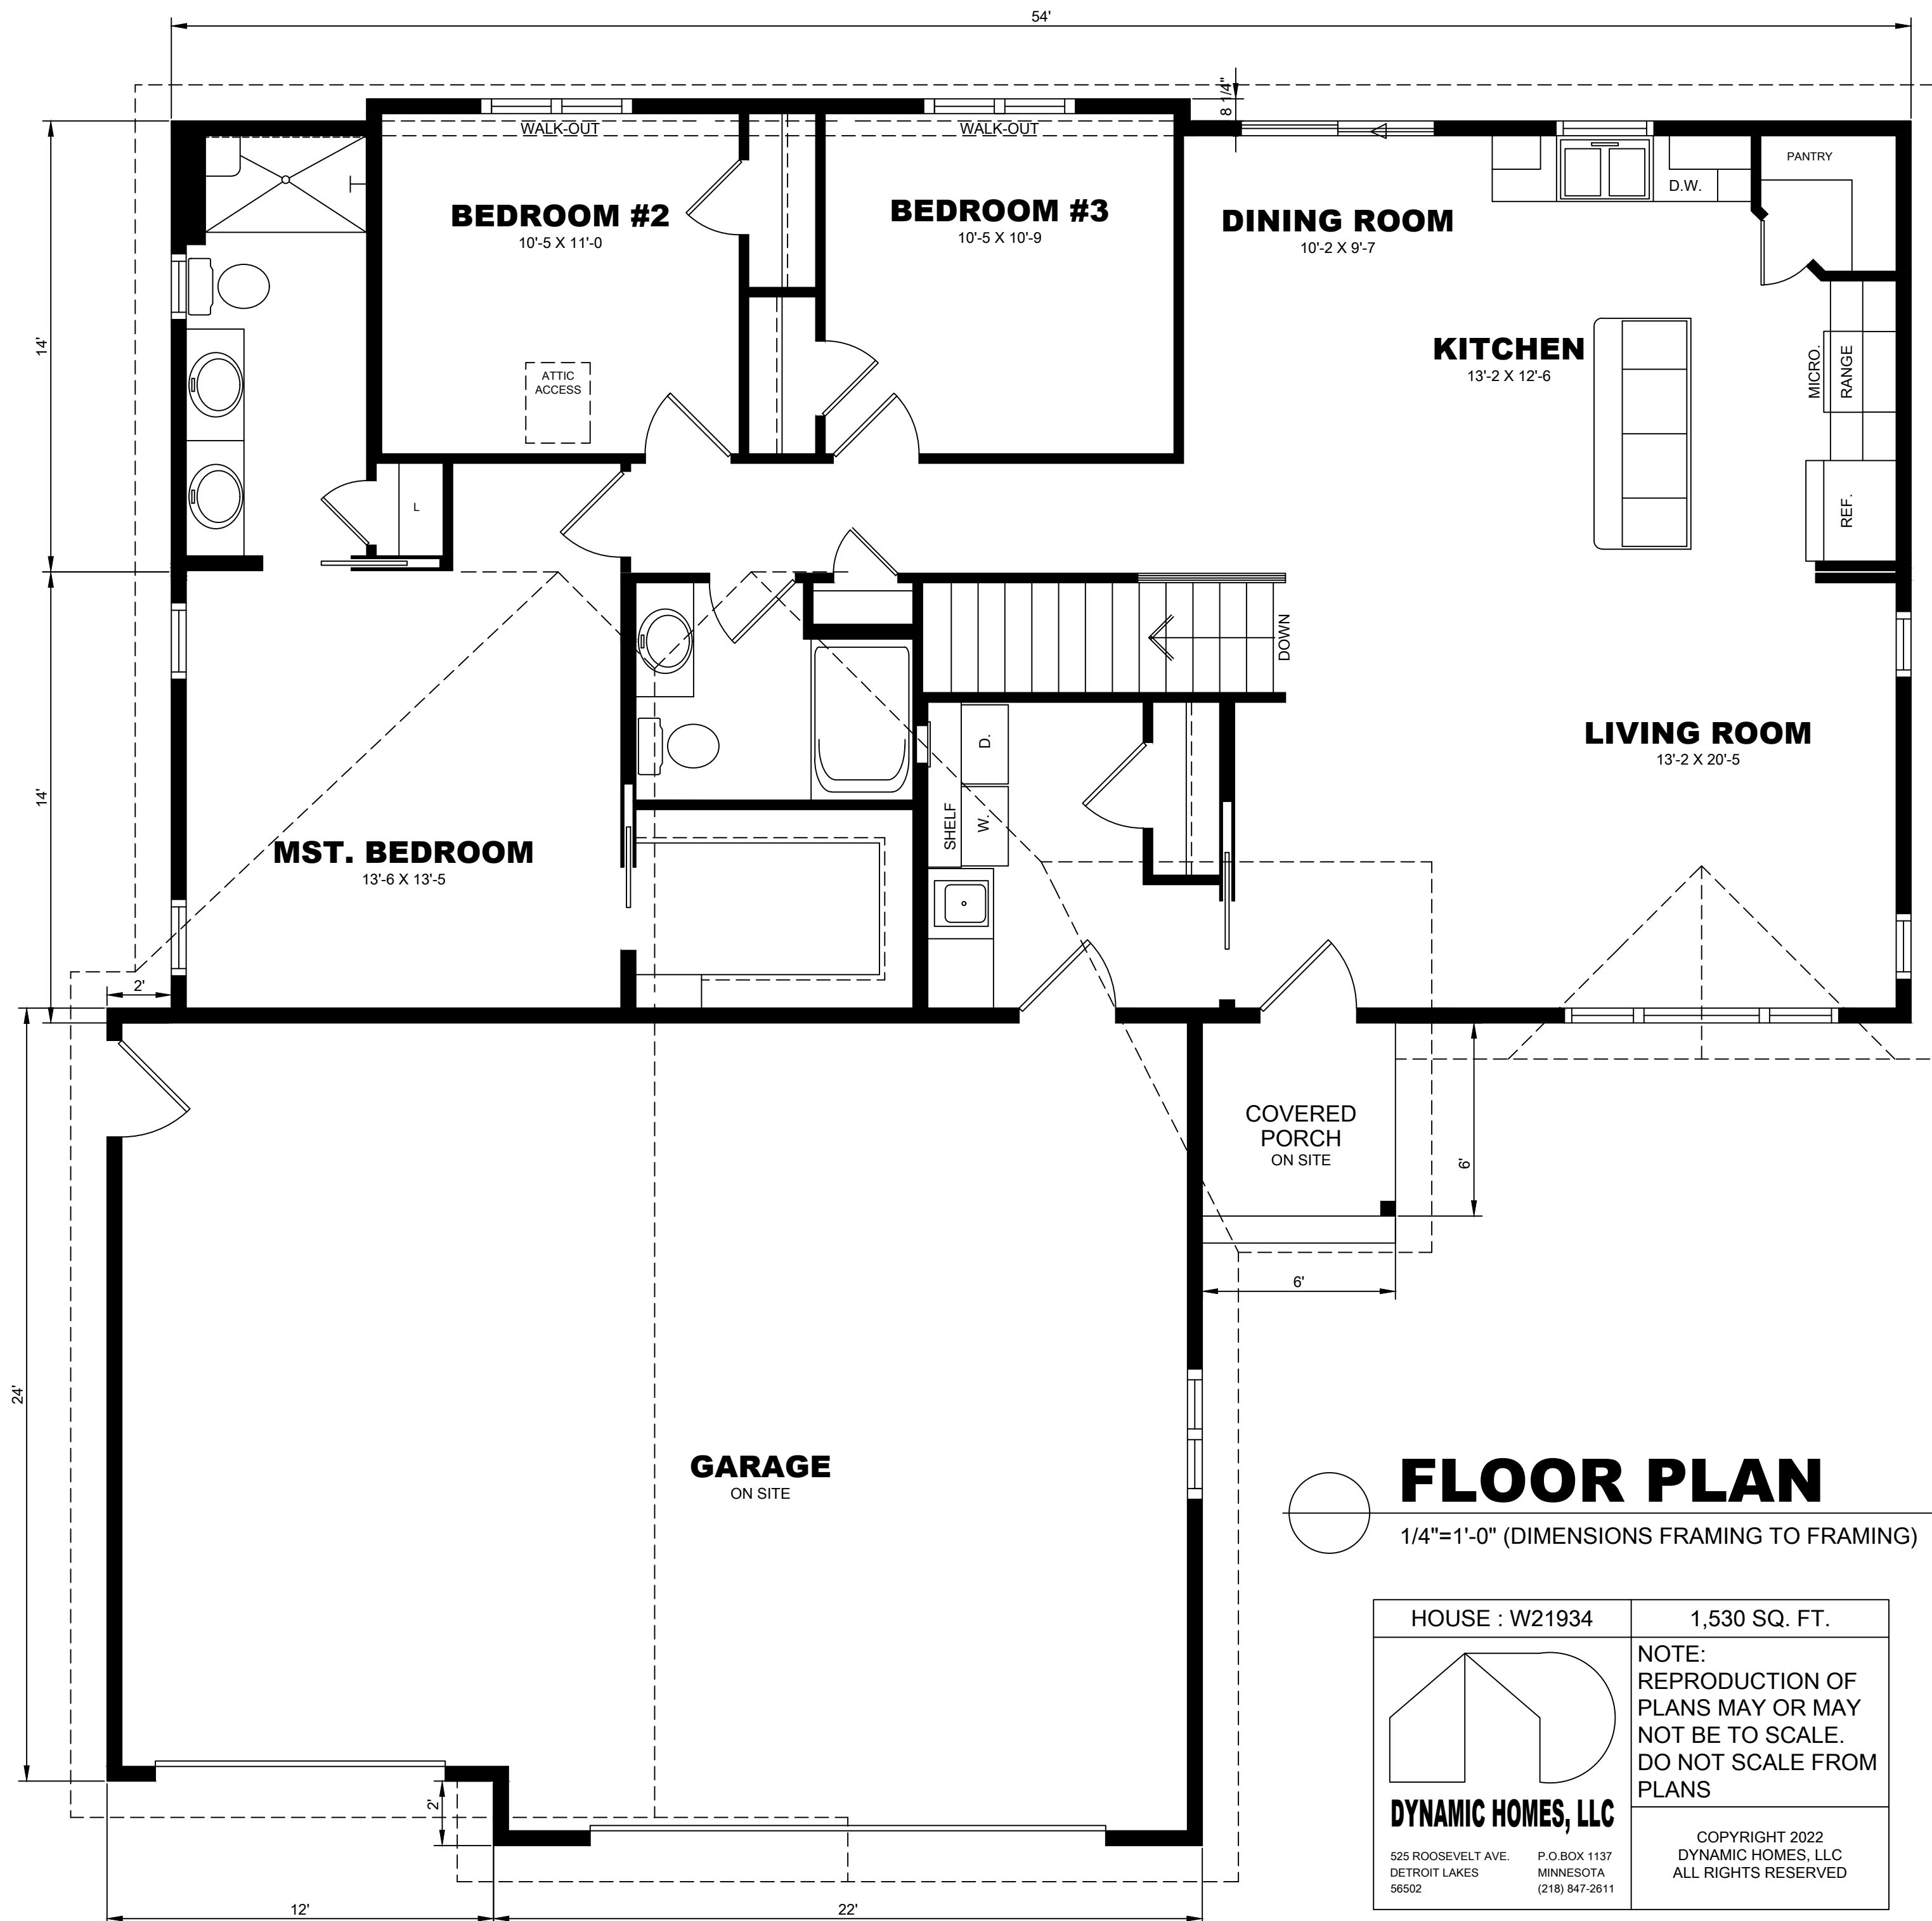 54'
8 1/4"
WALK-OUT
WALK-OUT
PANTRY
D.W.
BEDROOM #2
10'-5 X 11'-0
BEDROOM #3
10'-5 X 10'-9
DINING ROOM
10'-2 X 9'-7
14'
ATTIC
ACCESS
KITCHEN
13'-2 X 12'-6
MICRO.
RANGE
REF.
L
DOWN
14'
D.
W.
SHELF
LIVING ROOM
13'-2 X 20'-5
MST. BEDROOM
13'-6 X 13'-5
2'
COVERED
PORCH
ON SITE
6'
6'
24'
GARAGE
ON SITE
2'
12'
22'
FLOOR PLAN
1/4"=1'-0" (DIMENSIONS FRAMING TO FRAMING)
HOUSE : W21934
1,530 SQ. FT.
NOTE:
REPRODUCTION OF
PLANS MAY OR MAY
NOT BE TO SCALE.
DO NOT SCALE FROM
PLANS
DYNAMIC HOMES, LLC
525 ROOSEVELT AVE. P.O.BOX 1137
DETROIT LAKES MINNESOTA
56502 (218) 847-2611
COPYRIGHT 2022
DYNAMIC HOMES, LLC
ALL RIGHTS RESERVED